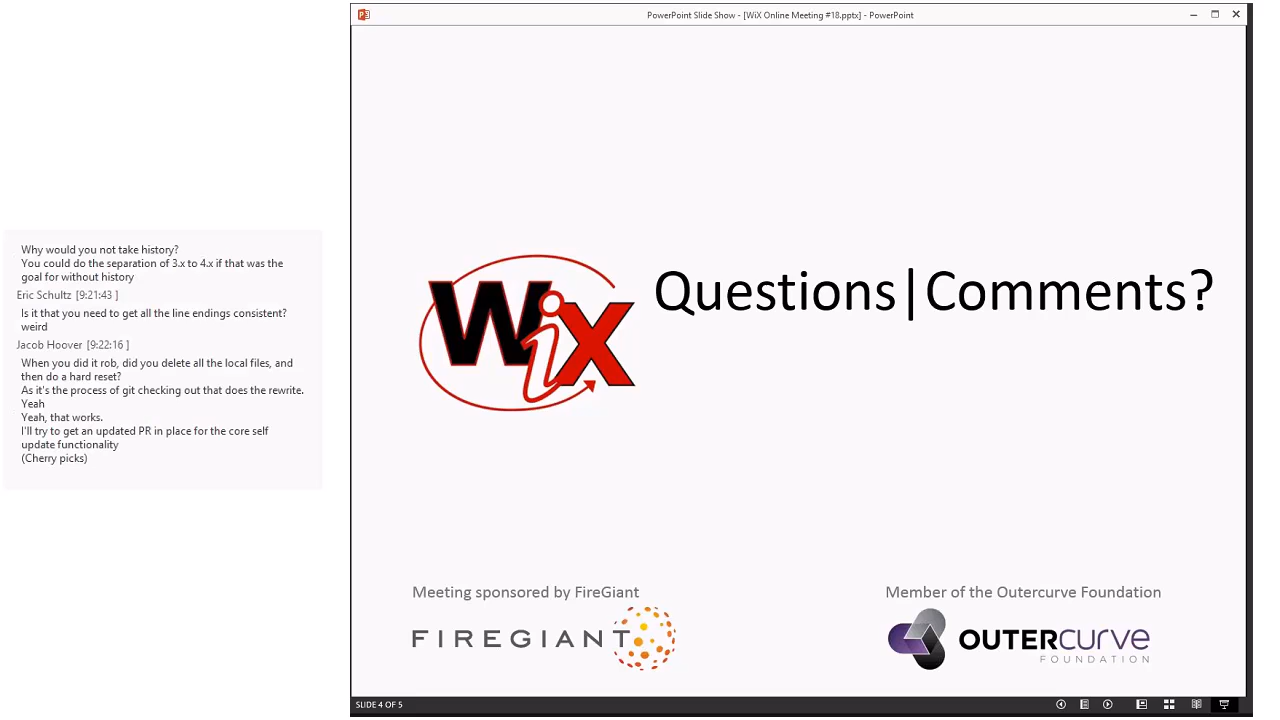 PowerPoint Slide Show - [WiX Online Meeting #18.pptx] - PowerPoint
Why would you not take history?
You could do the separation of 3.x to 4.x if that was the
goal for without history
Eric Schultz [9:21:43 ]
Is it that you need to get all the line endings consistent?
weird
Jacob Hoover [9:22:16 ]
When you did it rob, did you delete all the local files, and
then do a hard reset?
As it's the process of git checking out that does the rewrite.
Yeah
Yeah, that works.
I'll try to get an updated PR in place for the core self
update functionality
(Cherry picks)
WiX
Questions|Comments?
Meeting sponsored by FireGiant
FIREGIANT
Member of the Outercurve Foundation
OUTERCURVE
FOUNDATION
SLIDE 4 OF 5